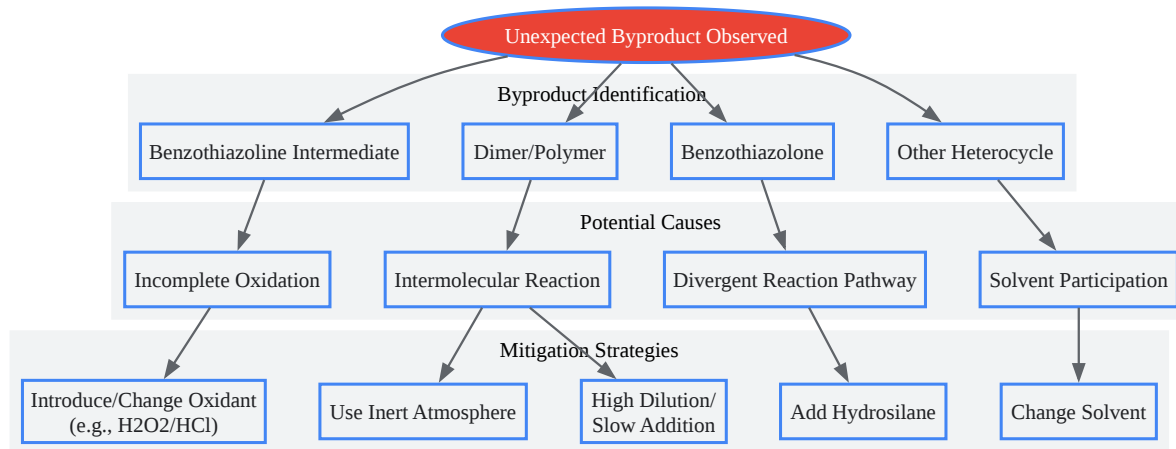 Unexpected Byproduct Observed
Byproduct Identification
Benzothiazoline Intermediate
Dimer/Polymer
Benzothiazolone
Other Heterocycle
Potential Causes
Incomplete Oxidation
Intermolecular Reaction
Divergent Reaction Pathway
Solvent Participation
Mitigation Strategies
Introduce/Change Oxidant
(e.g., H2O2/HCl)
Use Inert Atmosphere
High Dilution/
Slow Addition
Add Hydrosilane
Change Solvent